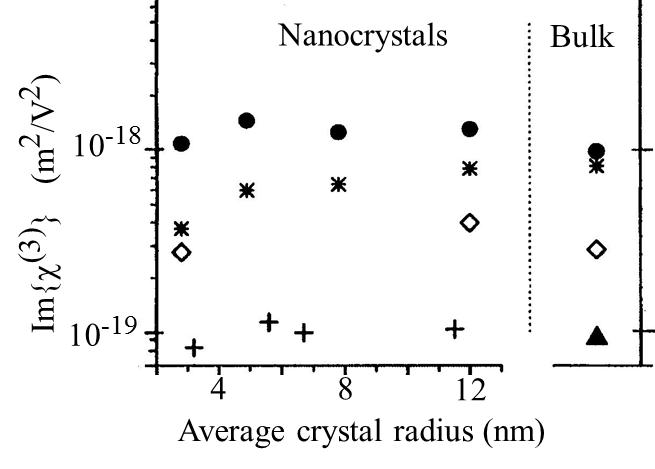 Nanocrystals
Bulk
Im{χ(3)} (m2/V2)
10-18
10-19
4 8 12
Average crystal radius (nm)